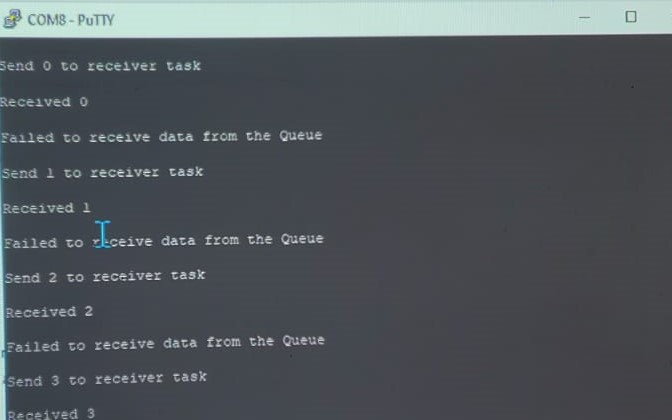 COM8 - PuTTY
Send 0 to receiver task
Received 0
Failed to receive data from the Queue
Send 1 to receiver task
Received 1
Failed to receive data from the Queue
Send 2 to receiver task
Received 2
Failed to receive data from the Queue
Send 3 to receiver task
Received 3